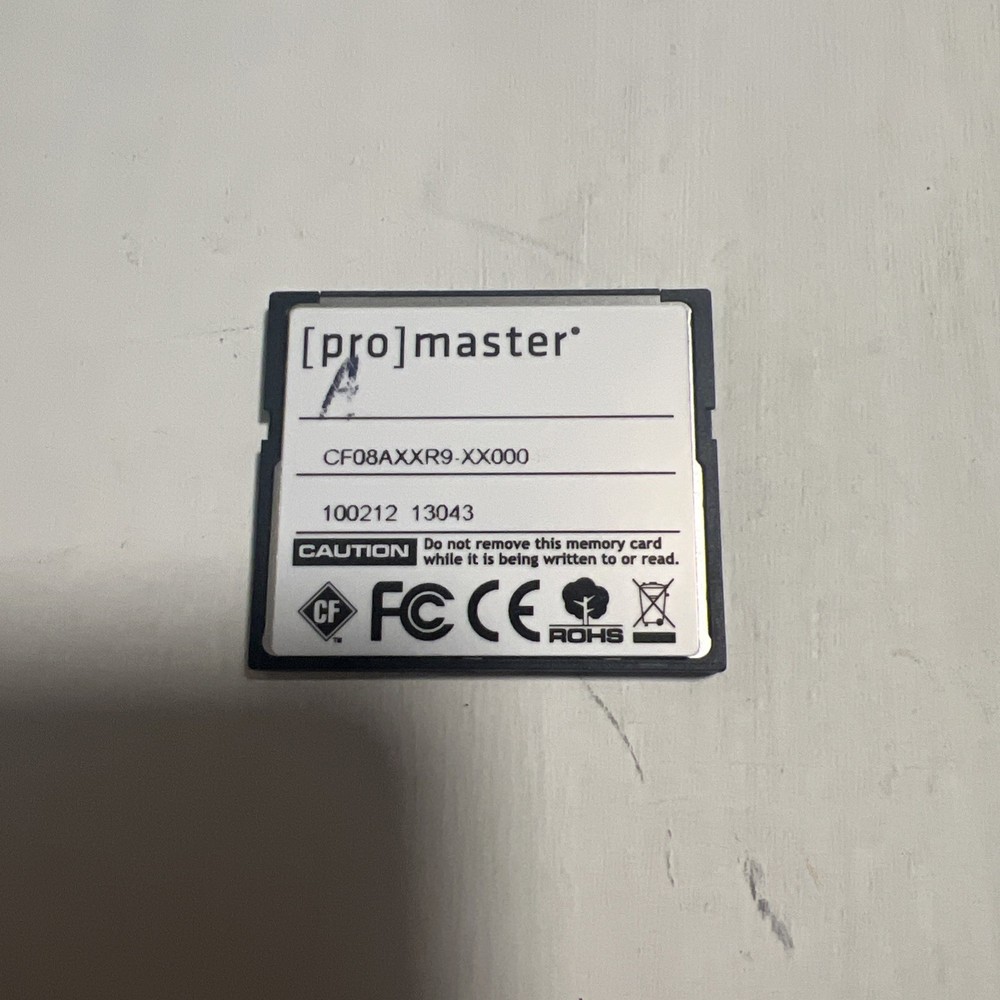 [pro]master
A
CF08AXXR9-XX000
100212 13043
CAUTION Do not remove this memory card
while it is being written to or read.
CF™ FC CE ROHS